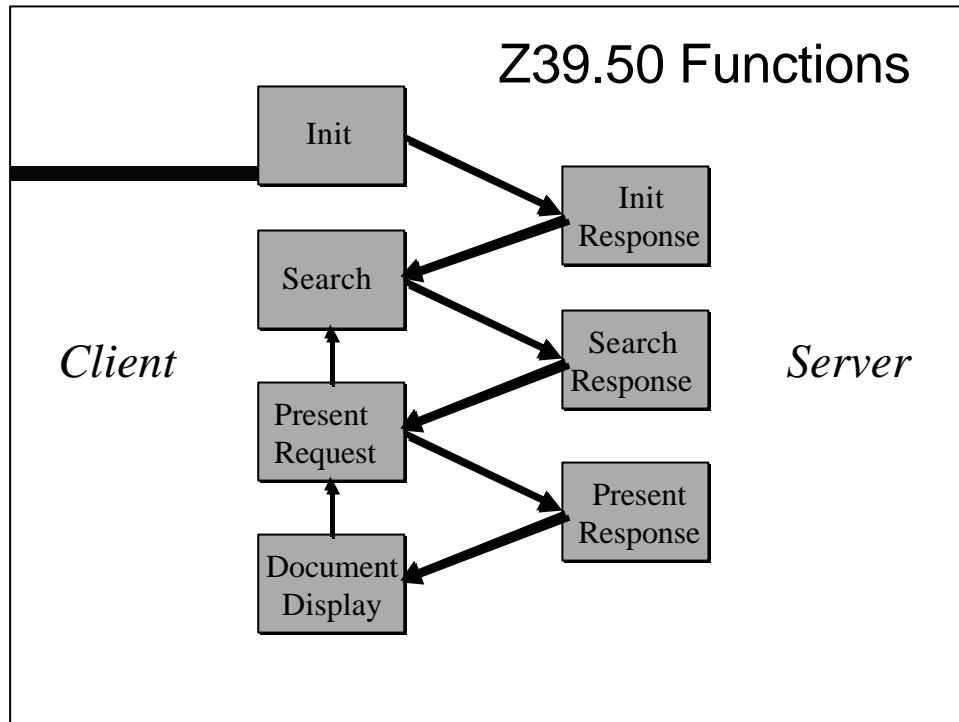 Z39.50 Functions
Init
Init
Response
Search
Search
Response
Client
Server
Present
Request
Present
Response
Document
Display